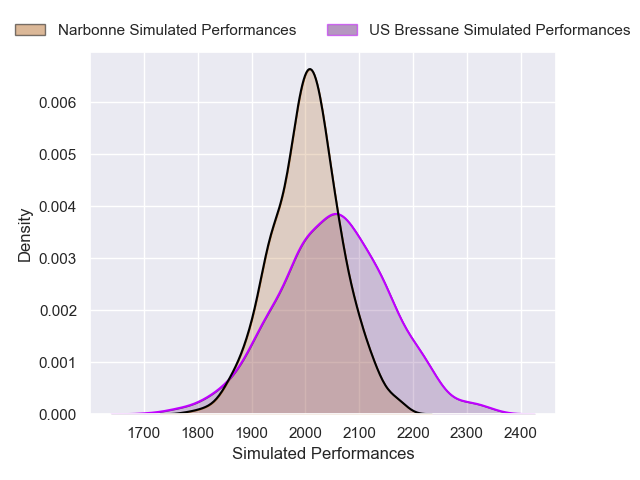 Narbonne Simulated Performances US Bressane Simulated Performances
0.006
0.005
0.004
0.003
0.002
0.001
0.000
Density
1700 1800 1900 2000 2100 2200 2300 2400
Simulated Performances